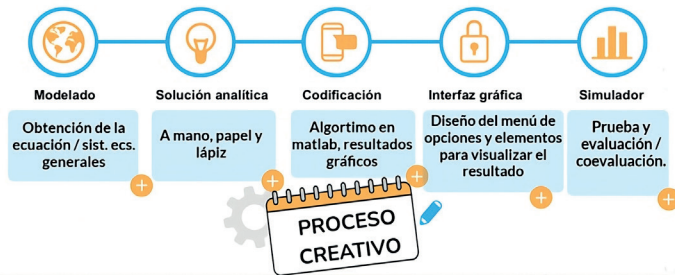 Modelado
Obtención de la
ecuación / sist. ecs.
generales
Solución analítica
A mano, papel y
lápiz
Codificación
Algortimo en
matlab, resultados
gráficos
Interfaz gráfica
Diseño del menú de
opciones y elementos
para visualizar el
resultado
Simulador
Prueba y
evaluación /
coevaluación.
PROCESO
CREATIVO